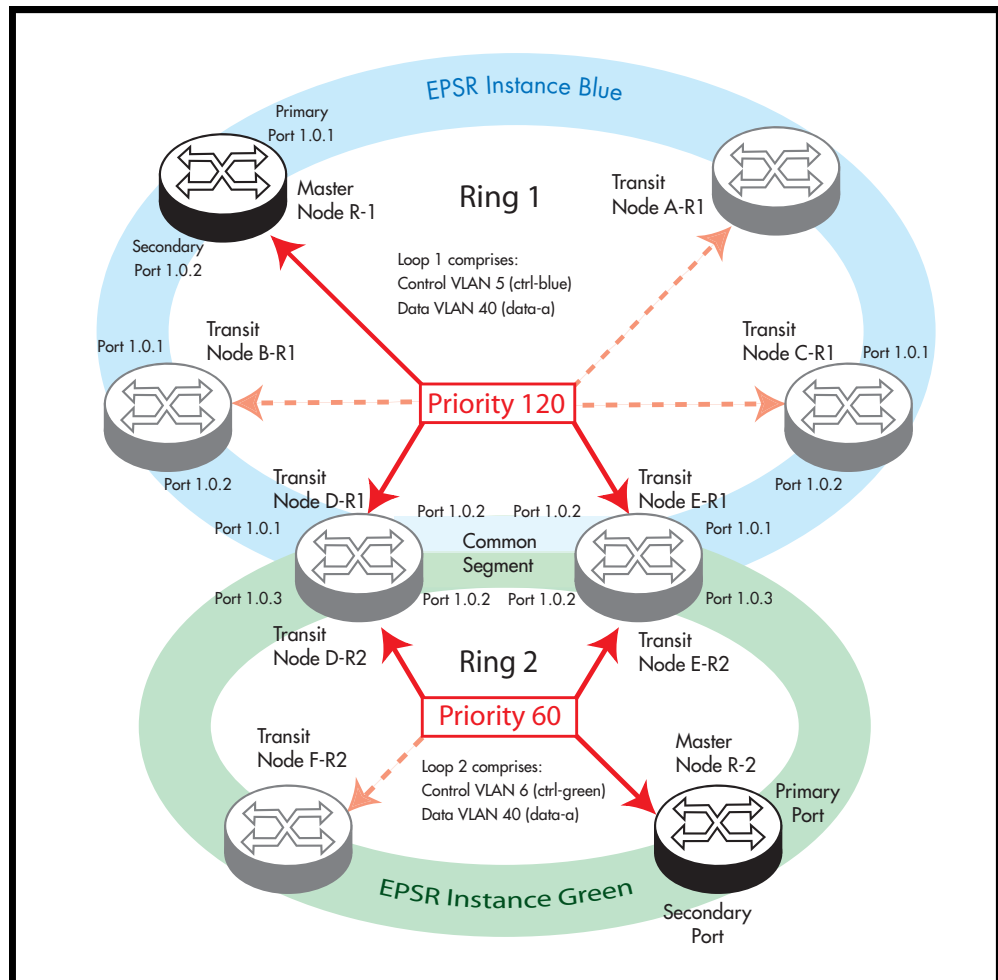 EPSR Instance Blue
Primary
Port 1.0.1
Master
Node R-1
Ring 1
Transit
Node A-R1
Secondary
Port 1.0.2
Loop 1 comprises:
Control VLAN 5 (ctrl-blue)
Data VLAN 40 (data-a)
Port 1.0.1
Transit
Node B-R1
Transit
Node C-R1
Port 1.0.1
Priority 120
Port 1.0.2
Port 1.0.2
Transit
Node D-R1
Transit
Node E-R1
Port 1.0.1
Port 1.0.2
Port 1.0.2
Port 1.0.1
Common
Segment
Port 1.0.3
Port 1.0.2
Port 1.0.2
Port 1.0.3
Transit
Node D-R2
Ring 2
Transit
Node E-R2
Priority 60
Transit
Node F-R2
Loop 2 comprises:
Control VLAN 6 (ctrl-green)
Data VLAN 40 (data-a)
Master
Node R-2
Primary
Port
EPSR Instance Green
Secondary
Port